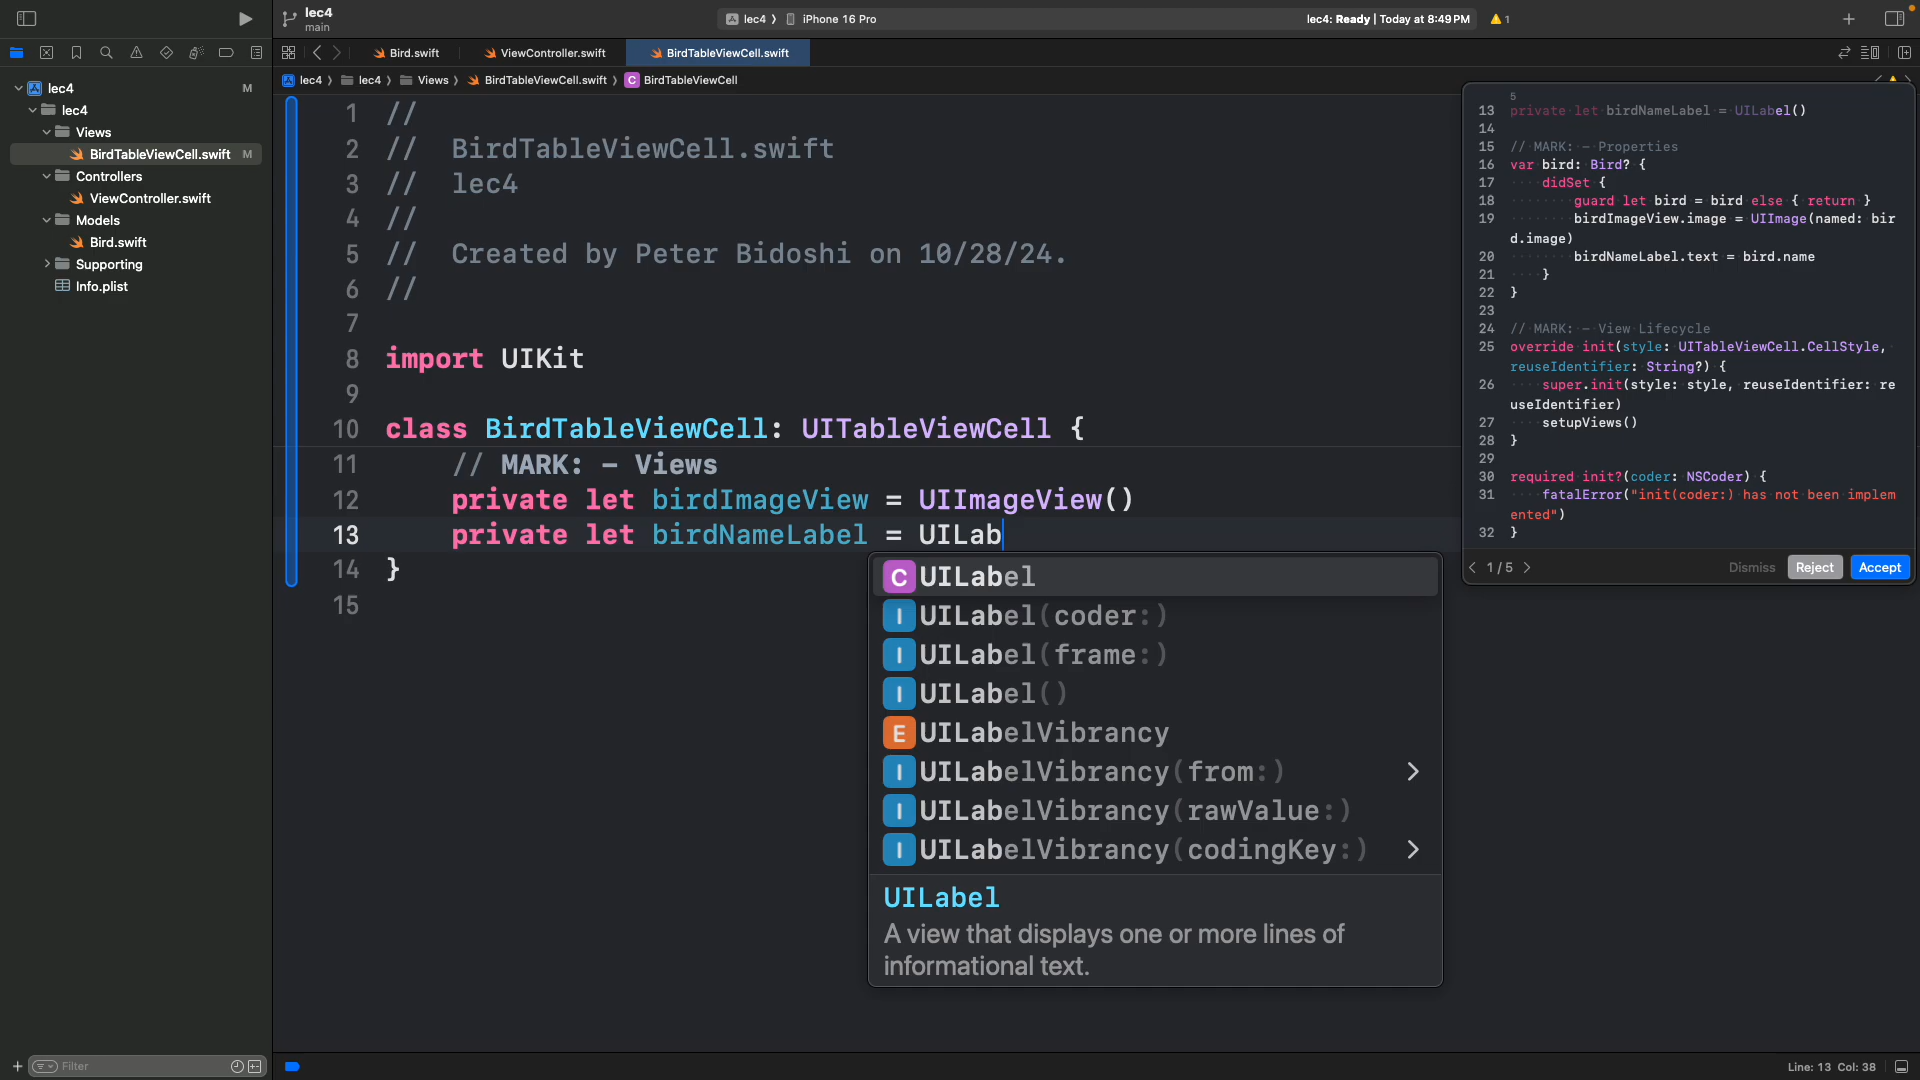 lec4
main
lec4 ⟩ iPhone 16 Pro
lec4: Ready | Today at 8:49 PM
1
Bird.swift
ViewController.swift
BirdTableViewCell.swift
lec4 ⟩ lec4 ⟩ Views ⟩ BirdTableViewCell.swift ⟩ C BirdTableViewCell
lec4 M
lec4
Views
BirdTableViewCell.swift M
Controllers
ViewController.swift
Models
Bird.swift
Supporting
Info.plist
Filter
1 //
2 //  BirdTableViewCell.swift
3 //  lec4
4 //
5 //  Created by Peter Bidoshi on 10/28/24.
6 //
7
8 import UIKit
9
10 class BirdTableViewCell: UITableViewCell {
11     // MARK: - Views
12     private let birdImageView = UIImageView()
13     private let birdNameLabel = UILab
14 }
15
C UILabel
I UILabel(coder:)
I UILabel(frame:)
I UILabel()
E UILabelVibrancy
I UILabelVibrancy(from:)
I UILabelVibrancy(rawValue:)
I UILabelVibrancy(codingKey:)
UILabel
A view that displays one or more lines of
informational text.
5
13 private let birdNameLabel = UILabel()
14
15 // MARK: - Properties
16 var bird: Bird? {
17     didSet {
18         guard let bird = bird else { return }
19         birdImageView.image = UIImage(named: bir
d.image)
20         birdNameLabel.text = bird.name
21     }
22 }
23
24 // MARK: - View Lifecycle
25 override init(style: UITableViewCell.CellStyle,
reuseIdentifier: String?) {
26     super.init(style: style, reuseIdentifier: re
useIdentifier)
27     setupViews()
28 }
29
30 required init?(coder: NSCoder) {
31     fatalError("init(coder:) has not been implem
ented")
32 }
1 / 5
Dismiss
Reject
Accept
Line: 13 Col: 38